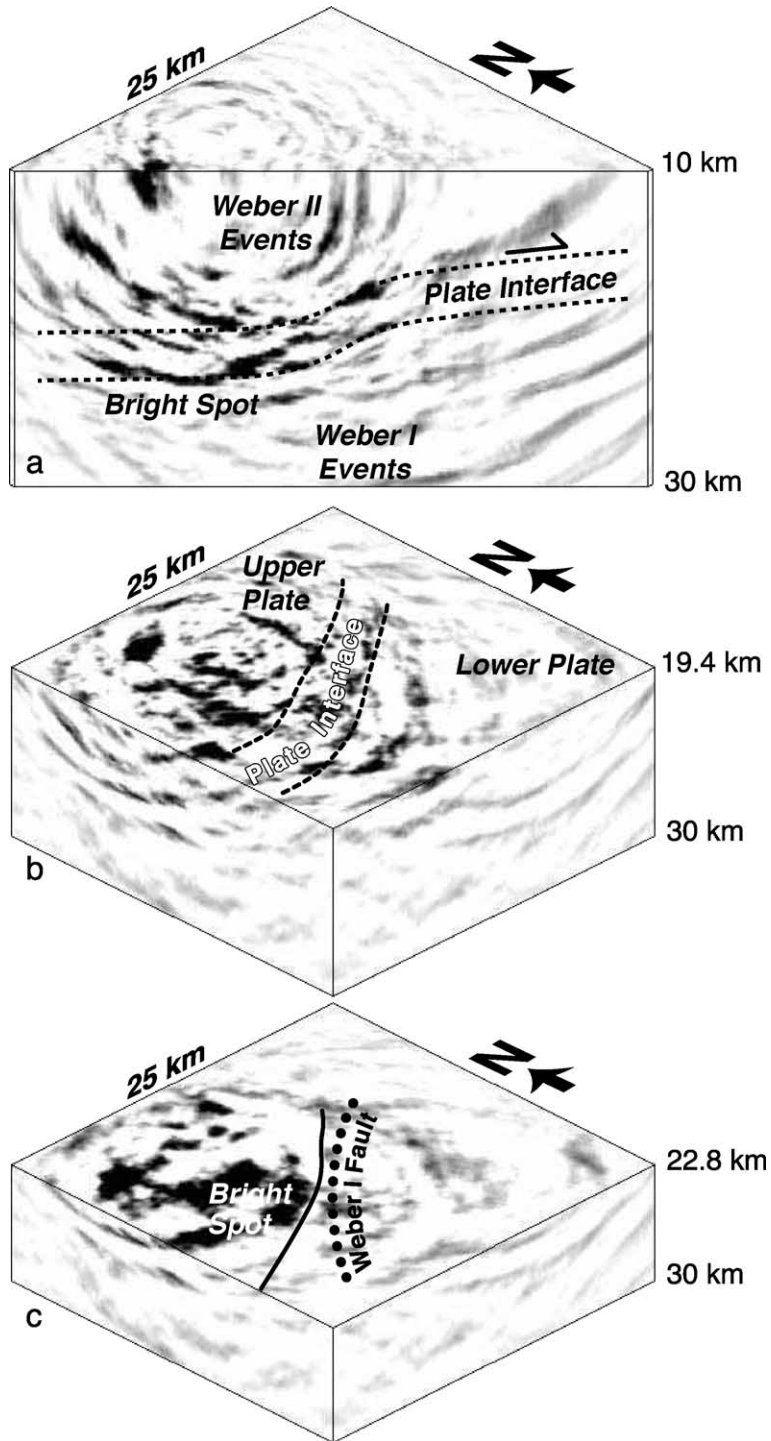 25 km
N
10 km
Weber II
Events
Plate Interface
Bright Spot
Weber I
Events
a
30 km
25 km
N
Upper
Plate
Plate Interface
Lower Plate
19.4 km
30 km
b
25 km
N
22.8 km
Bright
Spot
Weber I Fault
30 km
c